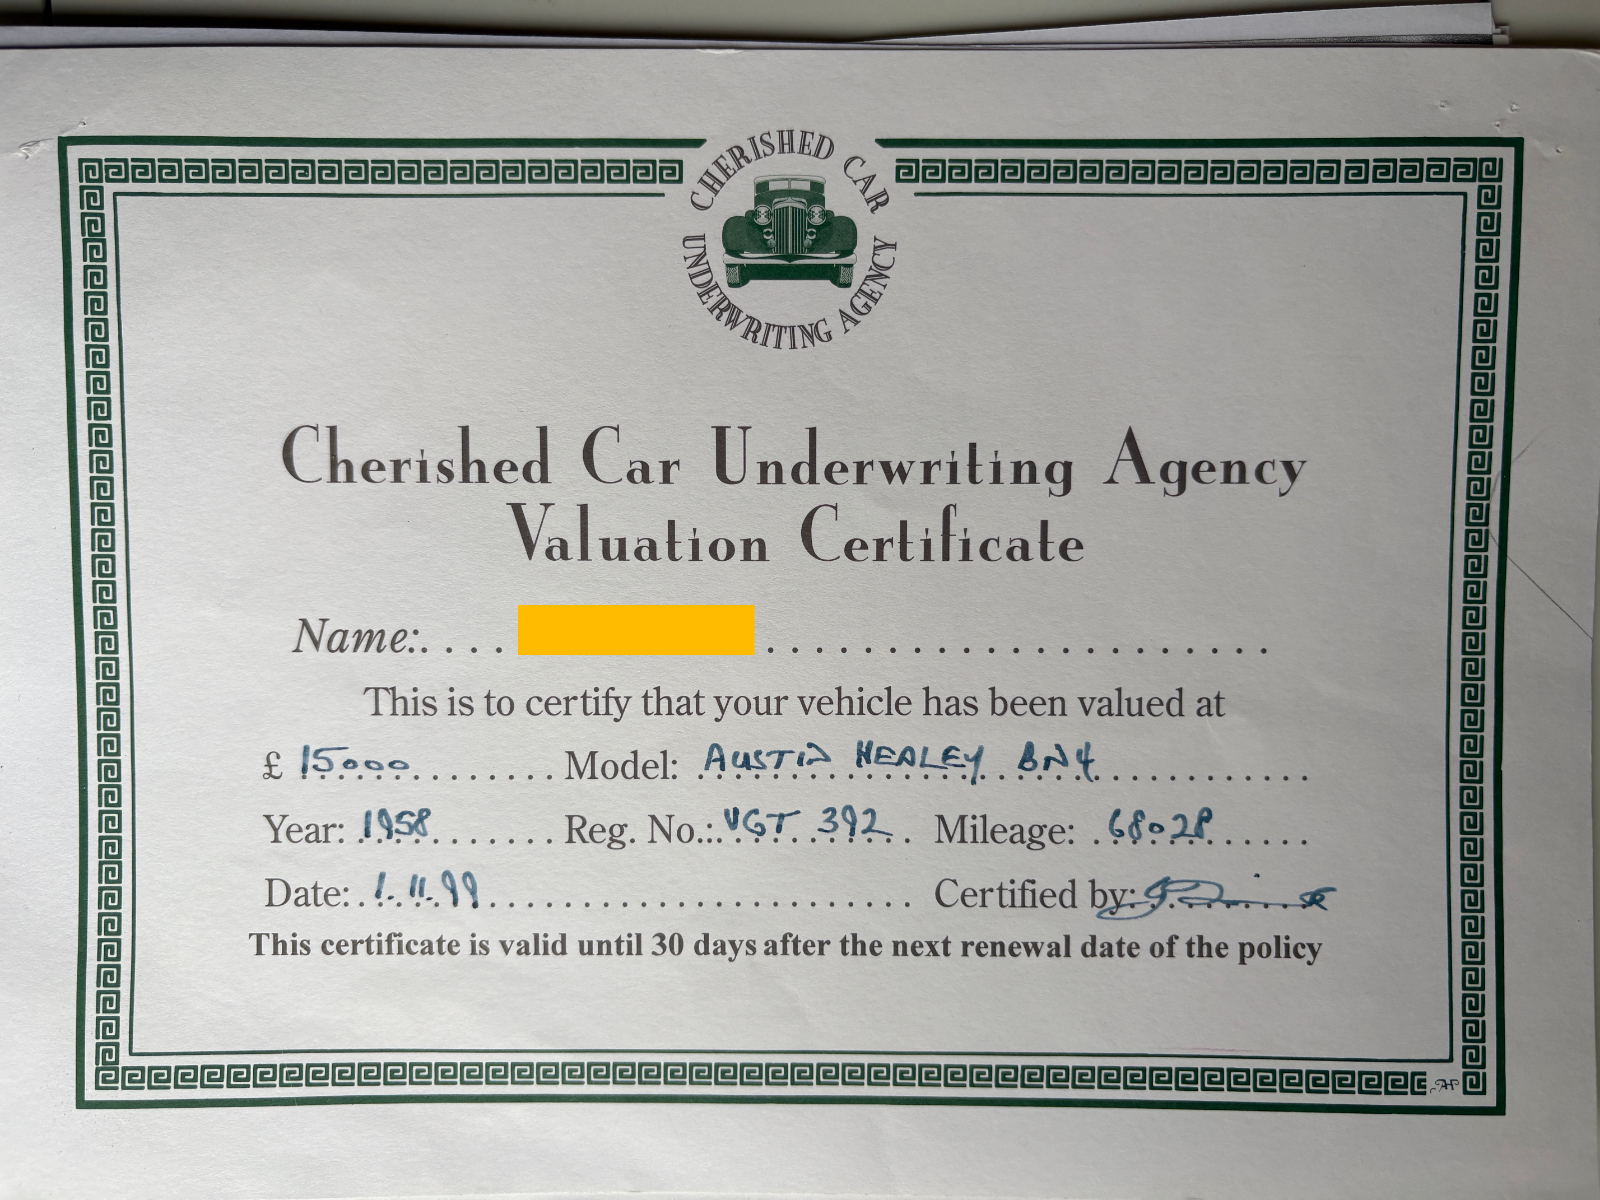 CHERISHED CAR
UNDERWRITING AGENCY
Cherished Car Underwriting Agency
Valuation Certificate
Name:
This is to certify that your vehicle has been valued at
£ 15000 Model: AUSTIN HEALEY BN4
Year: 1958 Reg. No.: VGT 392 Mileage: 68028
Date: 1.11.99 Certified by:
This certificate is valid until 30 days after the next renewal date of the policy